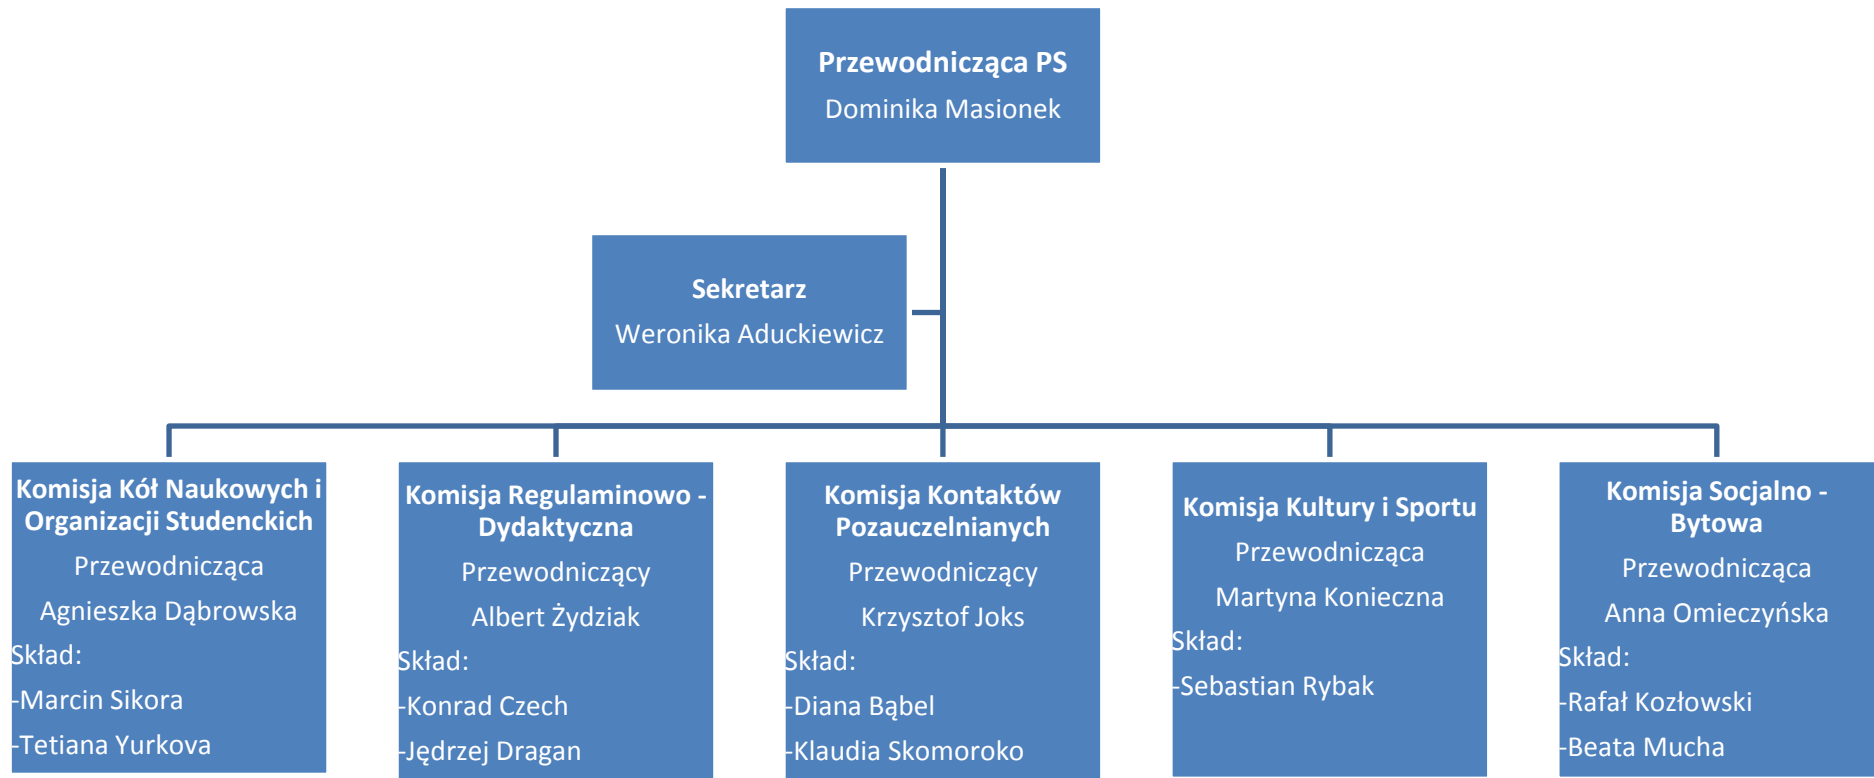 Przewodnicząca PS
Dominika Masionek
Sekretarz
Weronika Aduckiewicz
Komisja Kół Naukowych i
Organizacji Studenckich
Przewodnicząca
Agnieszka Dąbrowska
Skład:
-Marcin Sikora
-Tetiana Yurkova
Komisja Regulaminowo -
Dydaktyczna
Przewodniczący
Albert Żydziak
Skład:
-Konrad Czech
-Jędrzej Dragan
Komisja Kontaktów
Pozauczelnianych
Przewodniczący
Krzysztof Joks
Skład:
-Diana Bąbel
-Klaudia Skomoroko
Komisja Kultury i Sportu
Przewodnicząca
Martyna Konieczna
Skład:
-Sebastian Rybak
Komisja Socjalno -
Bytowa
Przewodnicząca
Anna Omieczyńska
Skład:
-Rafał Kozłowski
-Beata Mucha